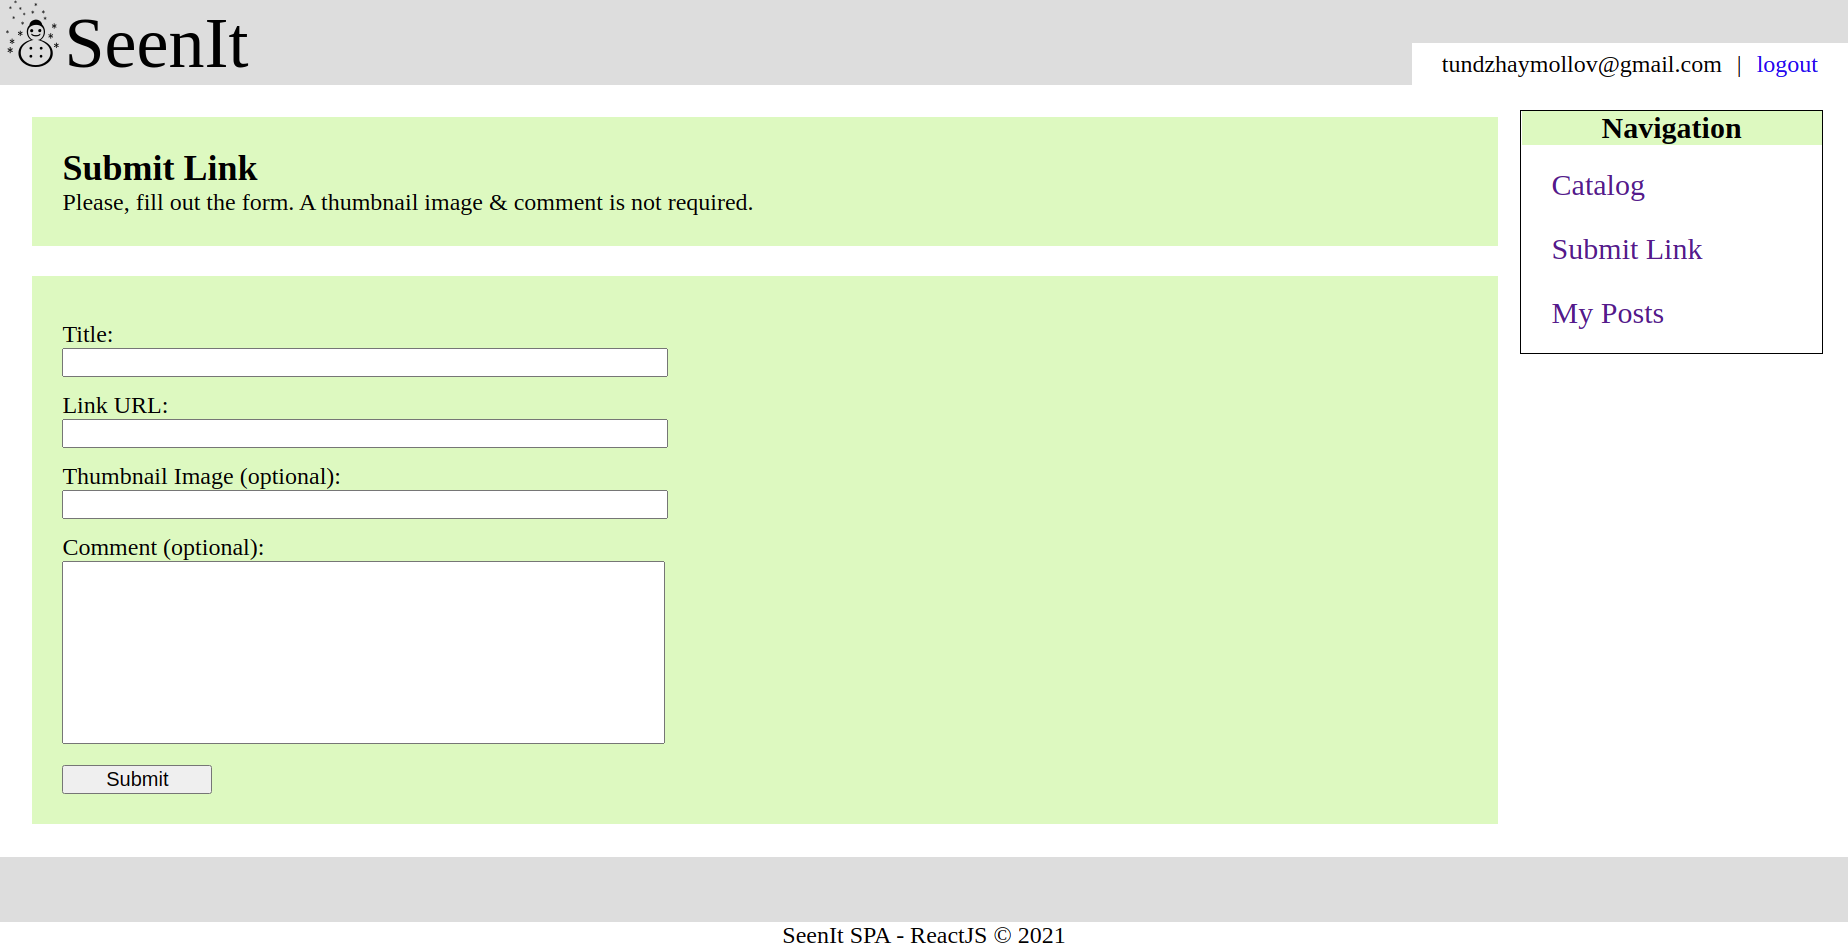 SeenIt
tundzhaymollov@gmail.com | logout
Submit Link
Please, fill out the form. A thumbnail image & comment is not required.
Navigation
Catalog
Submit Link
My Posts
Title:
Link URL:
Thumbnail Image (optional):
Comment (optional):
Submit
SeenIt SPA - ReactJS © 2021